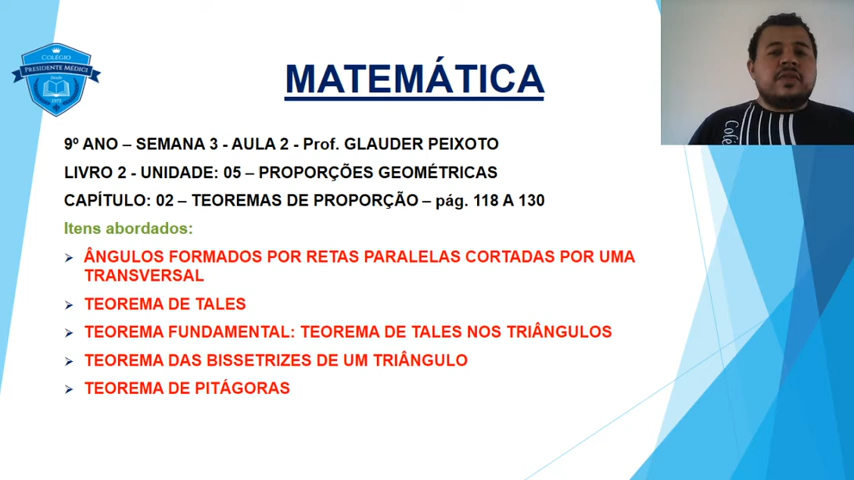 COLÉGIO
PRESIDENTE MÉDICI
MATEMÁTICA
9º ANO – SEMANA 3 - AULA 2 - Prof. GLAUDER PEIXOTO
LIVRO 2 - UNIDADE: 05 – PROPORÇÕES GEOMÉTRICAS
CAPÍTULO: 02 – TEOREMAS DE PROPORÇÃO – pág. 118 A 130
Itens abordados:
ÂNGULOS FORMADOS POR RETAS PARALELAS CORTADAS POR UMA
TRANSVERSAL
TEOREMA DE TALES
TEOREMA FUNDAMENTAL: TEOREMA DE TALES NOS TRIÂNGULOS
TEOREMA DAS BISSETRIZES DE UM TRIÂNGULO
TEOREMA DE PITÁGORAS